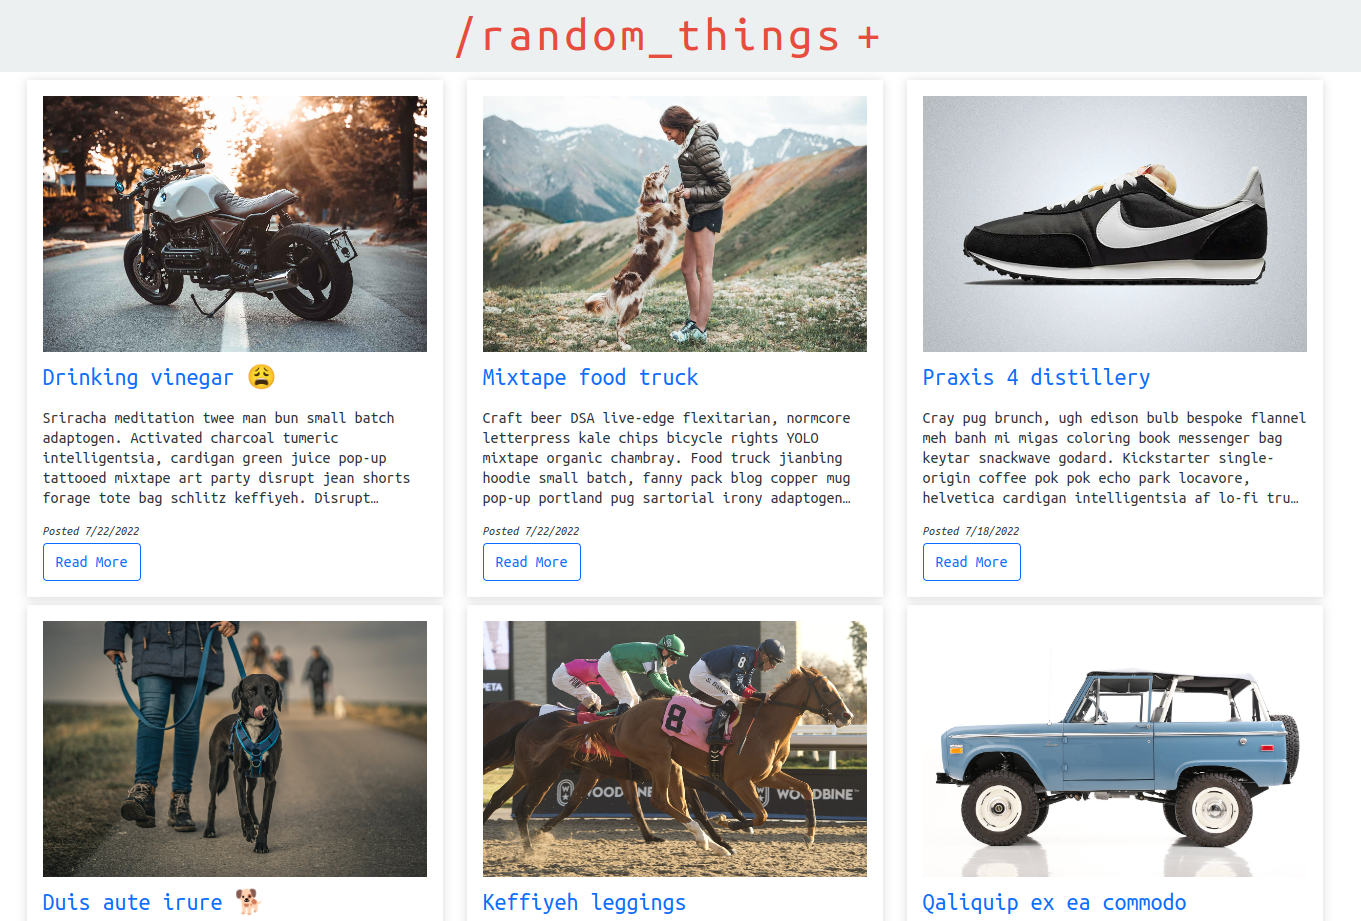 /random_things +
Drinking vinegar 😩
Sriracha meditation twee man bun small batch
adaptogen. Activated charcoal tumeric
intelligentsia, cardigan green juice pop-up
tattooed mixtape art party disrupt jean shorts
forage tote bag schlitz keffiyeh. Disrupt…
Posted 7/22/2022
Read More
Mixtape food truck
Craft beer DSA live-edge flexitarian, normcore
letterpress kale chips bicycle rights YOLO
mixtape organic chambray. Food truck jianbing
hoodie small batch, fanny pack blog copper mug
pop-up portland pug sartorial irony adaptogen…
Posted 7/22/2022
Read More
Praxis 4 distillery
Cray pug brunch, ugh edison bulb bespoke flannel
meh banh mi migas coloring book messenger bag
keytar snackwave godard. Kickstarter single-
origin coffee pok pok echo park locavore,
helvetica cardigan intelligentsia af lo-fi tru…
Posted 7/18/2022
Read More
Duis aute irure 🐕
PETA
8
8
WOODBINE
WOODBINE
Keffiyeh leggings
Qaliquip ex ea commodo